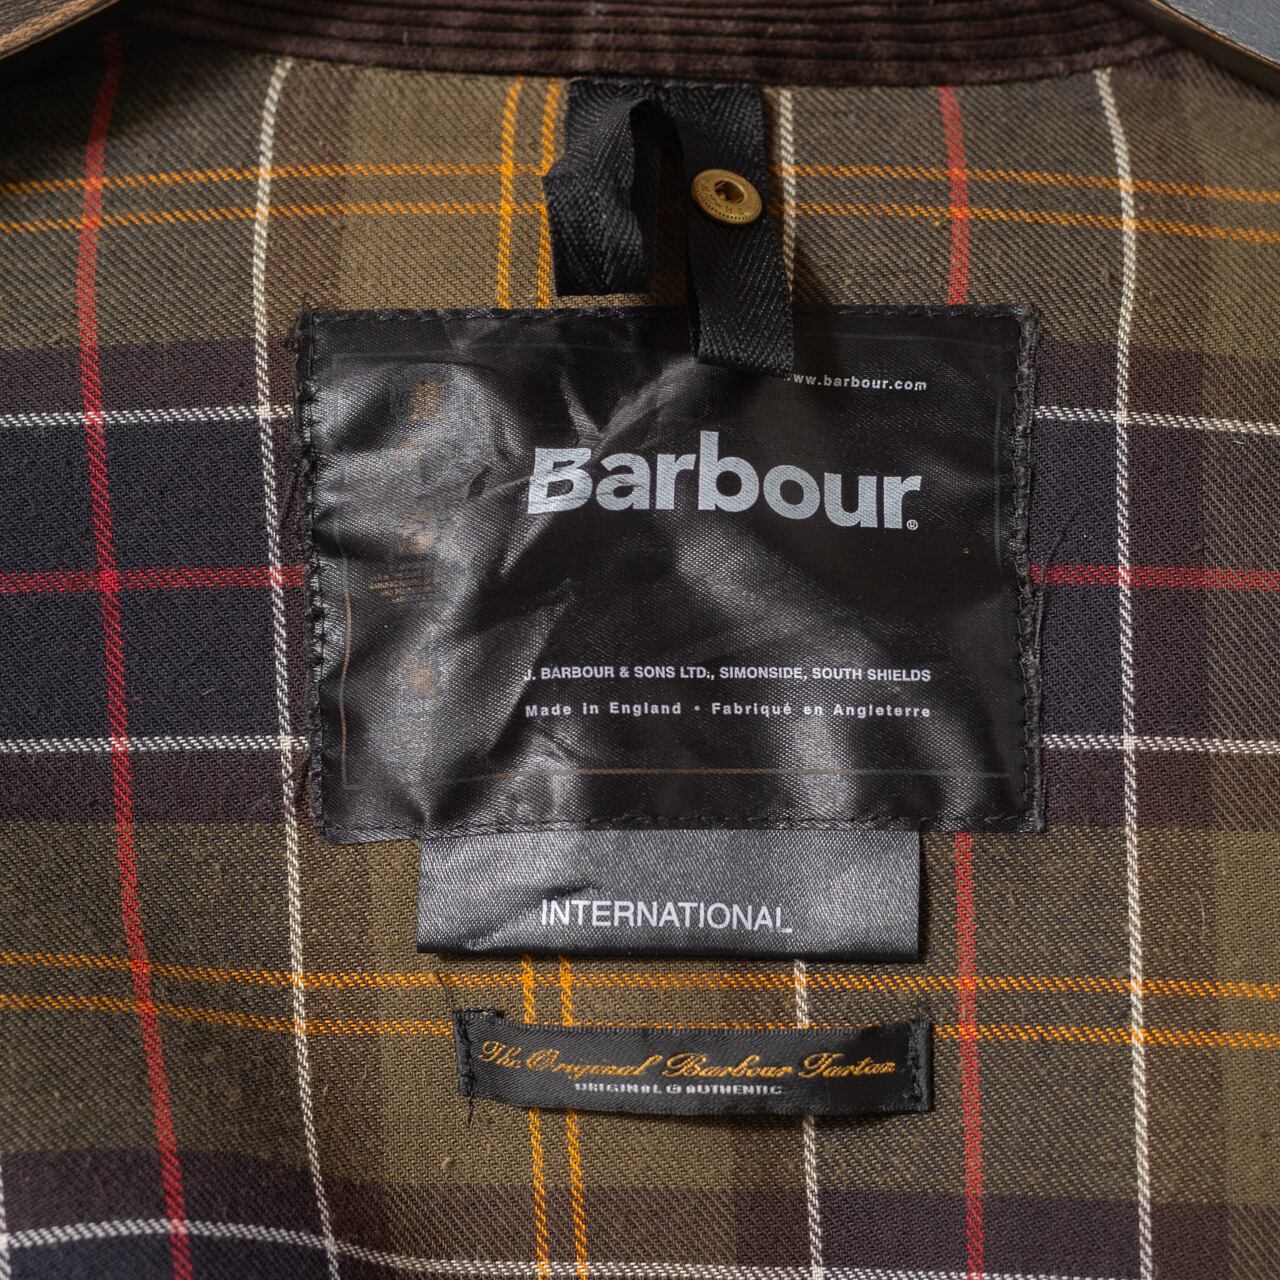 www.barbour.com
Barbour®
J. BARBOUR & SONS LTD., SIMONSIDE, SOUTH SHIELDS
Made in England • Fabriqué en Angleterre
INTERNATIONAL
The Original Barbour Tartan
ORIGINAL & AUTHENTIC